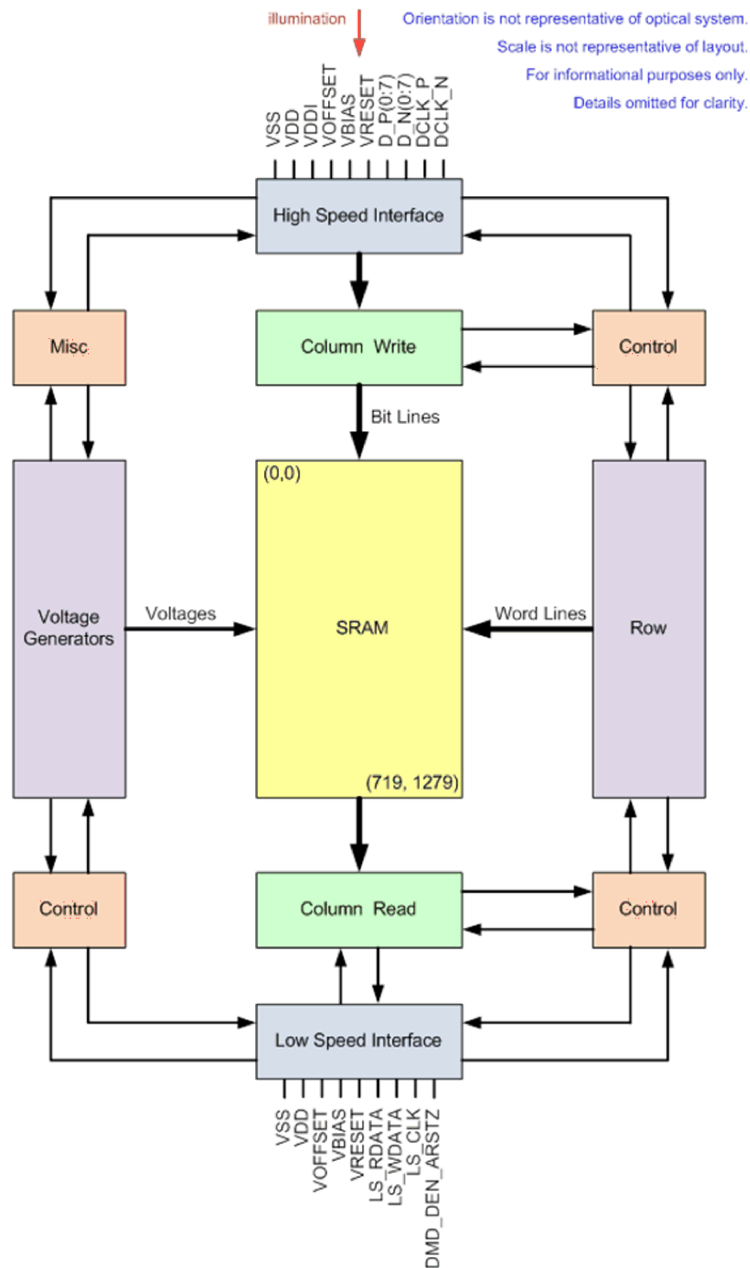 illumination
Orientation is not representative of optical system.
Scale is not representative of layout.
For informational purposes only.
Details omitted for clarity.
VSS
VDD
VDDI
VOFFSET
VBIAS
VRESET
D_P(0:7)
D_N(0:7)
DCLK_P
DCLK_N
High Speed Interface
Misc
Column Write
Control
Bit Lines
(0,0)
Voltage
Generators
Voltages
SRAM
Word Lines
Row
(719, 1279)
Control
Column Read
Control
Low Speed Interface
VSS
VDD
VOFFSET
VBIAS
VRESET
LS_RDATA
LS_WDATA
LS_CLK
DMD_DEN_ARSTZ